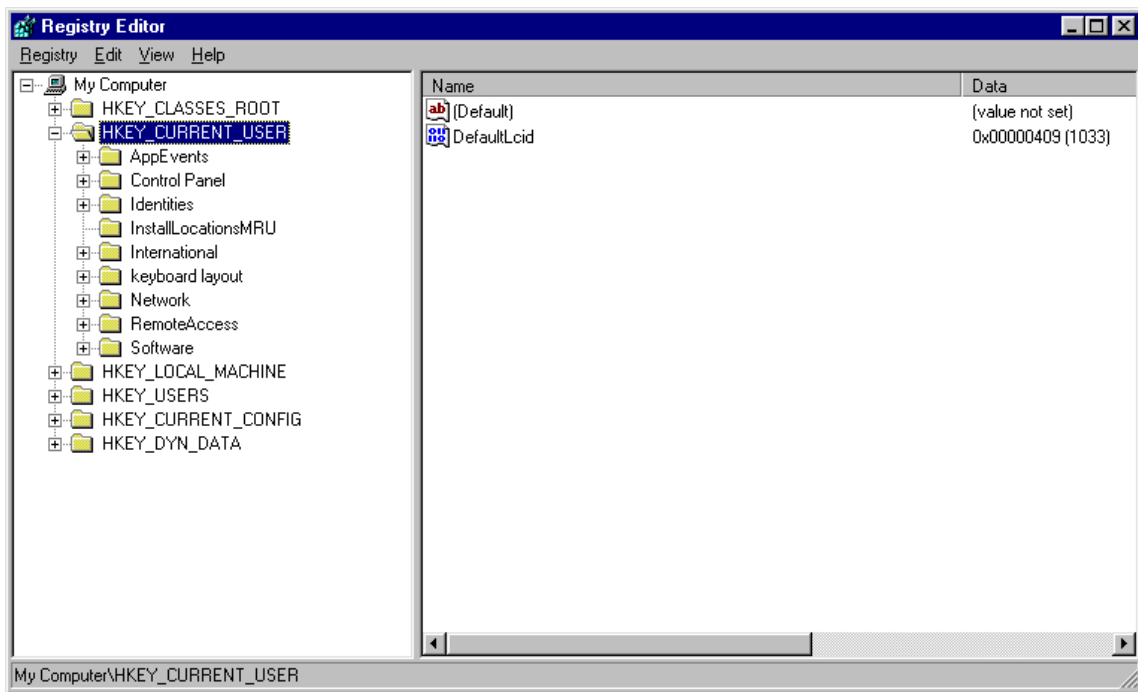 Registry Editor
Registry Edit View Help
My Computer
HKEY_CLASSES_ROOT
HKEY_CURRENT_USER
AppEvents
Control Panel
Identities
InstallLocationsMRU
International
keyboard layout
Network
RemoteAccess
Software
HKEY_LOCAL_MACHINE
HKEY_USERS
HKEY_CURRENT_CONFIG
HKEY_DYN_DATA
Name Data
(Default) (value not set)
DefaultLcid 0x00000409 (1033)
My Computer\HKEY_CURRENT_USER